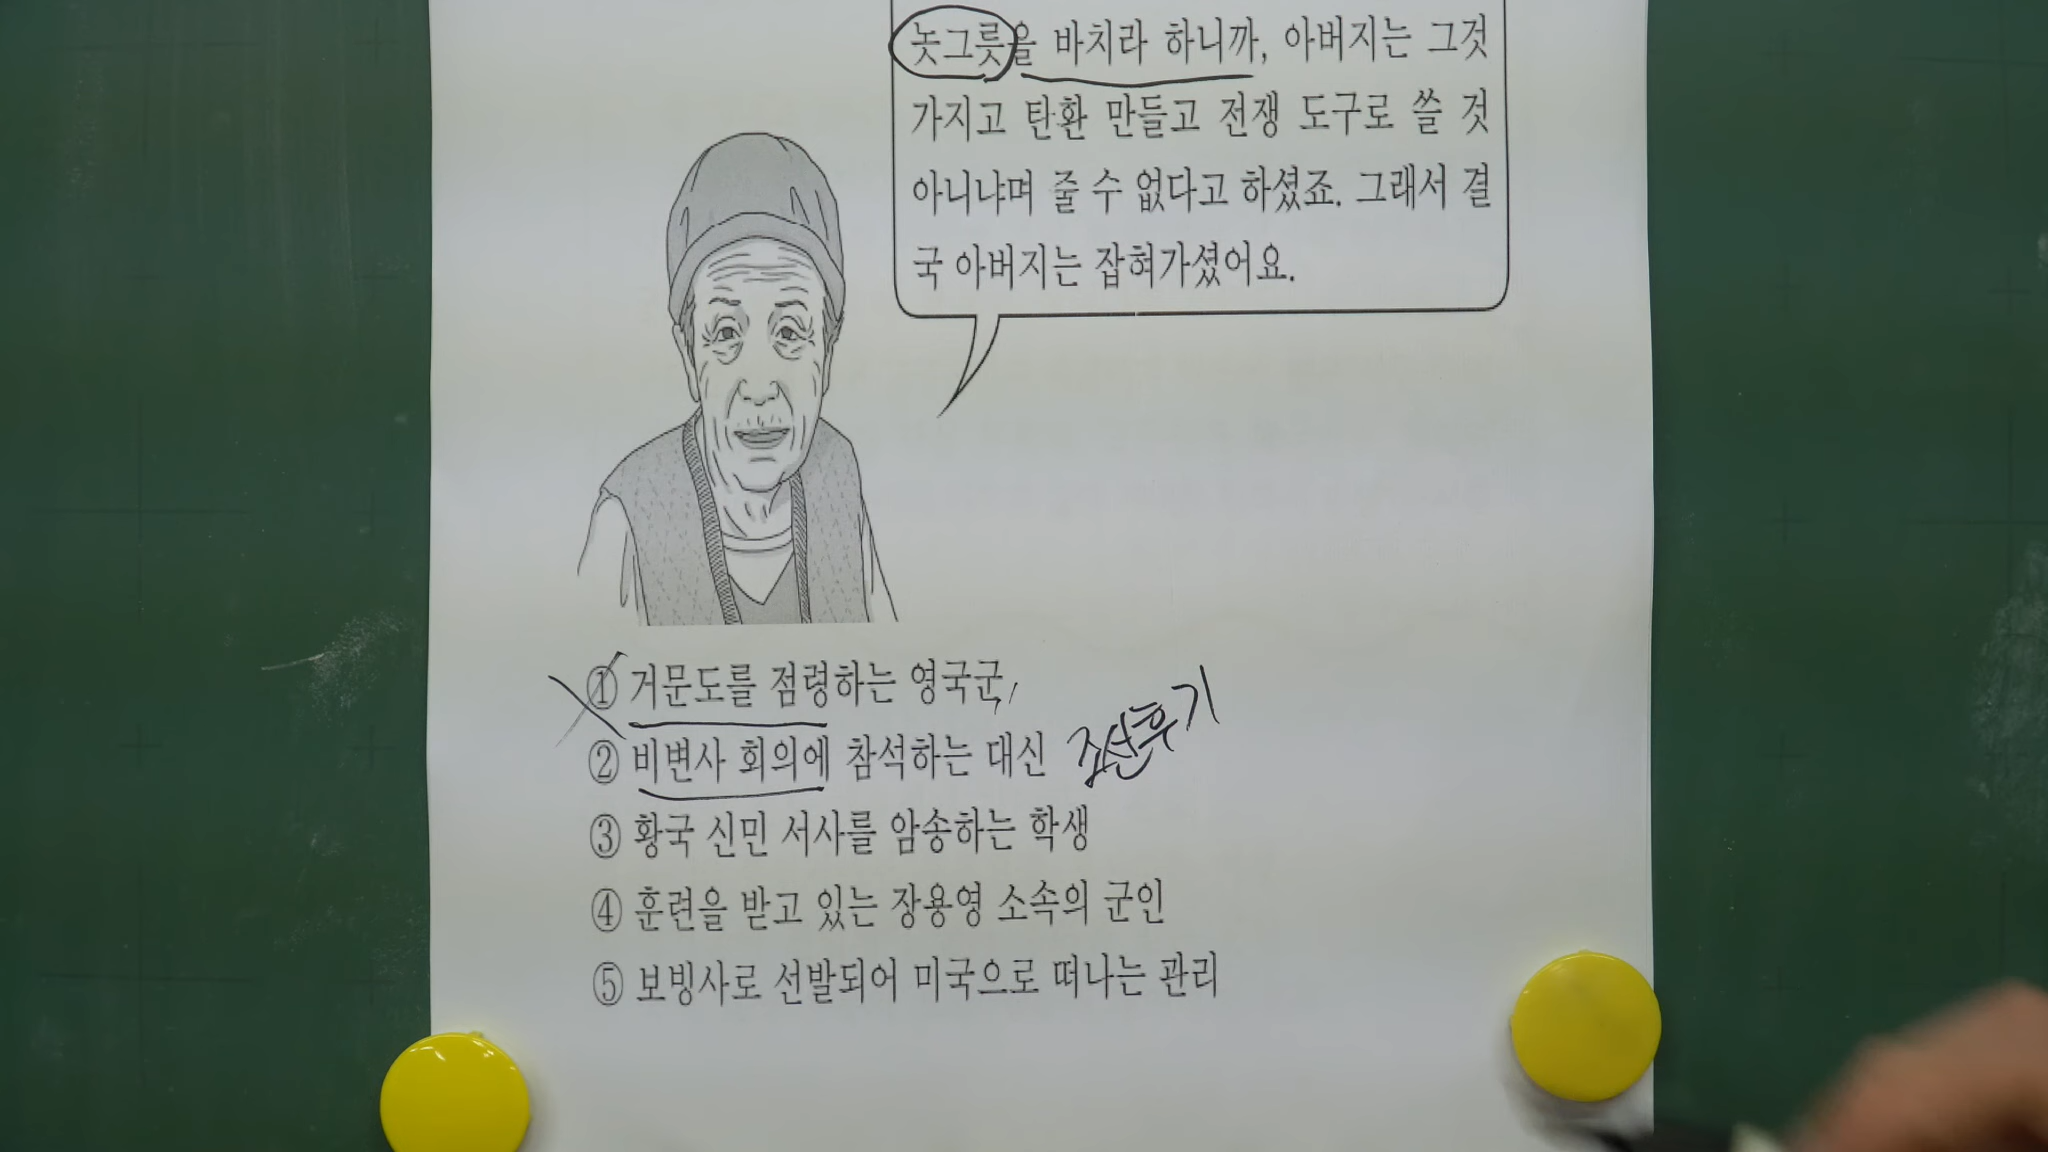 놋그릇을 바치라 하니까, 아버지는 그것
가지고 탄환 만들고 전쟁 도구로 쓸 것
아니냐며 줄 수 없다고 하셨죠. 그래서 결
국 아버지는 잡혀가셨어요.
① 거문도를 점령하는 영국군
② 비변사 회의에 참석하는 대신 조선후기
③ 황국 신민 서사를 암송하는 학생
④ 훈련을 받고 있는 장용영 소속의 군인
⑤ 보빙사로 선발되어 미국으로 떠나는 관리